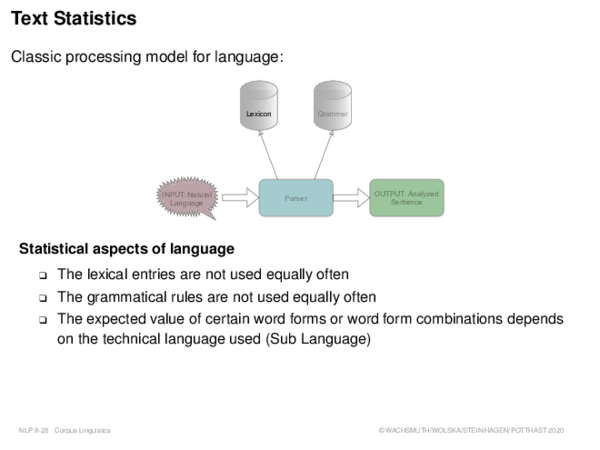 Text Statistics
Classic processing model for language:
Lexicon
Grammer
INPUT: Natural
Language
Parser
OUTPUT: Analyzed
Sentence
Statistical aspects of language
❑ The lexical entries are not used equally often
❑ The grammatical rules are not used equally often
❑ The expected value of certain word forms or word form combinations depends
on the technical language used (Sub Language)
NLP:II-28 Corpus Linguistics
©WACHSMUTH/WOLSKA/STEIN/HAGEN/POTTHAST 2020